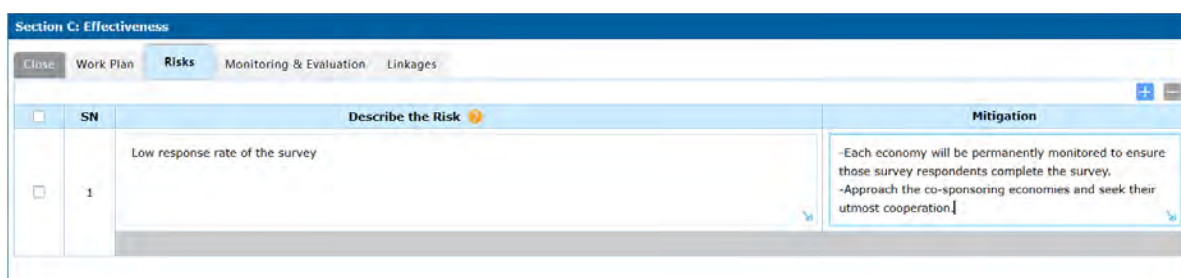 Section C: Effectiveness
Close Work Plan Risks Monitoring & Evaluation Linkages
SN Describe the Risk ? Mitigation
1 Low response rate of the survey
-Each economy will be permanently monitored to ensure
those survey respondents complete the survey.
-Approach the co-sponsoring economies and seek their
utmost cooperation.